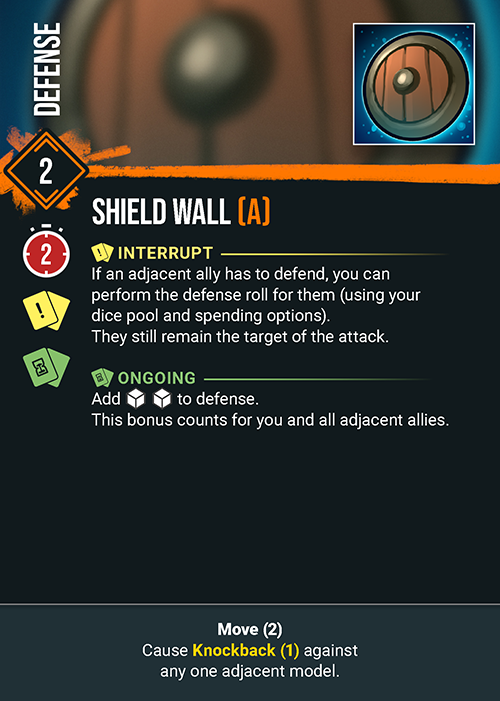 DEFENSE
2
SHIELD WALL (A)
2
! INTERRUPT
If an adjacent ally has to defend, you can
perform the defense roll for them (using your
dice pool and spending options).
They still remain the target of the attack.
!
ONGOING
Add to defense.
This bonus counts for you and all adjacent allies.
Move (2)
Cause Knockback (1) against
any one adjacent model.